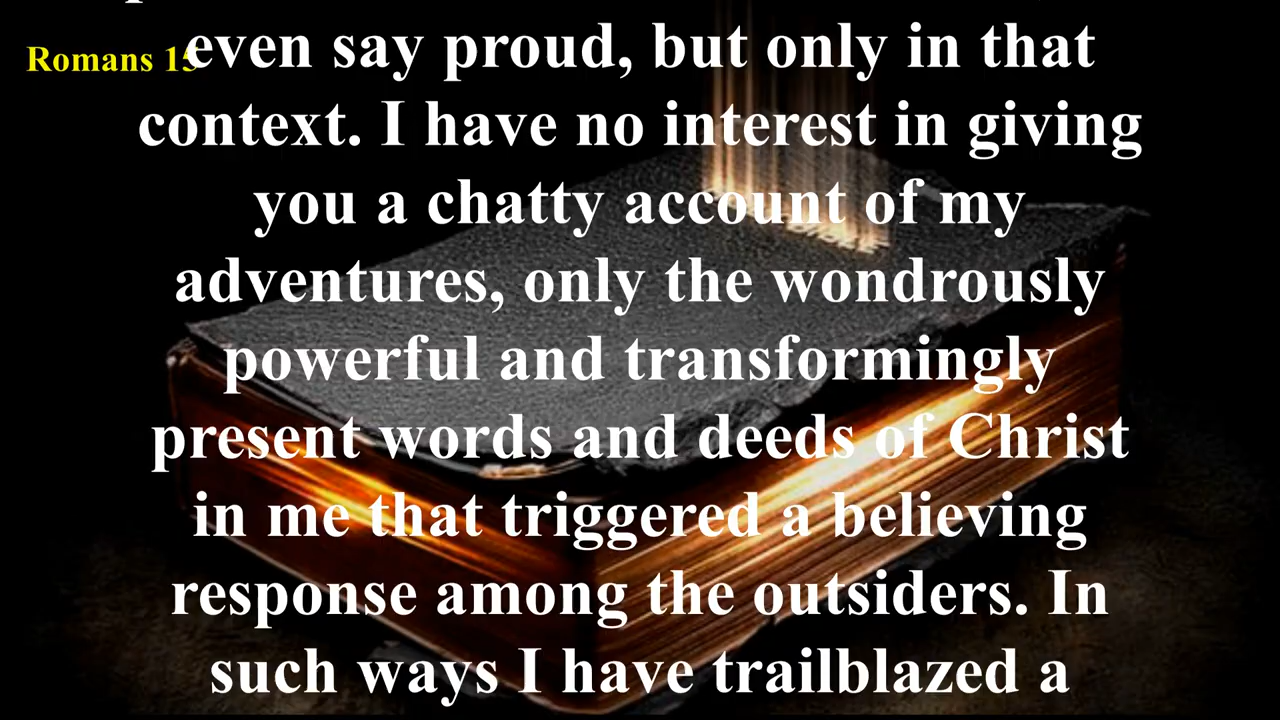 Romans 15
even say proud, but only in that
context. I have no interest in giving
you a chatty account of my
adventures, only the wondrously
powerful and transformingly
present words and deeds of Christ
in me that triggered a believing
response among the outsiders. In
such ways I have trailblazed a